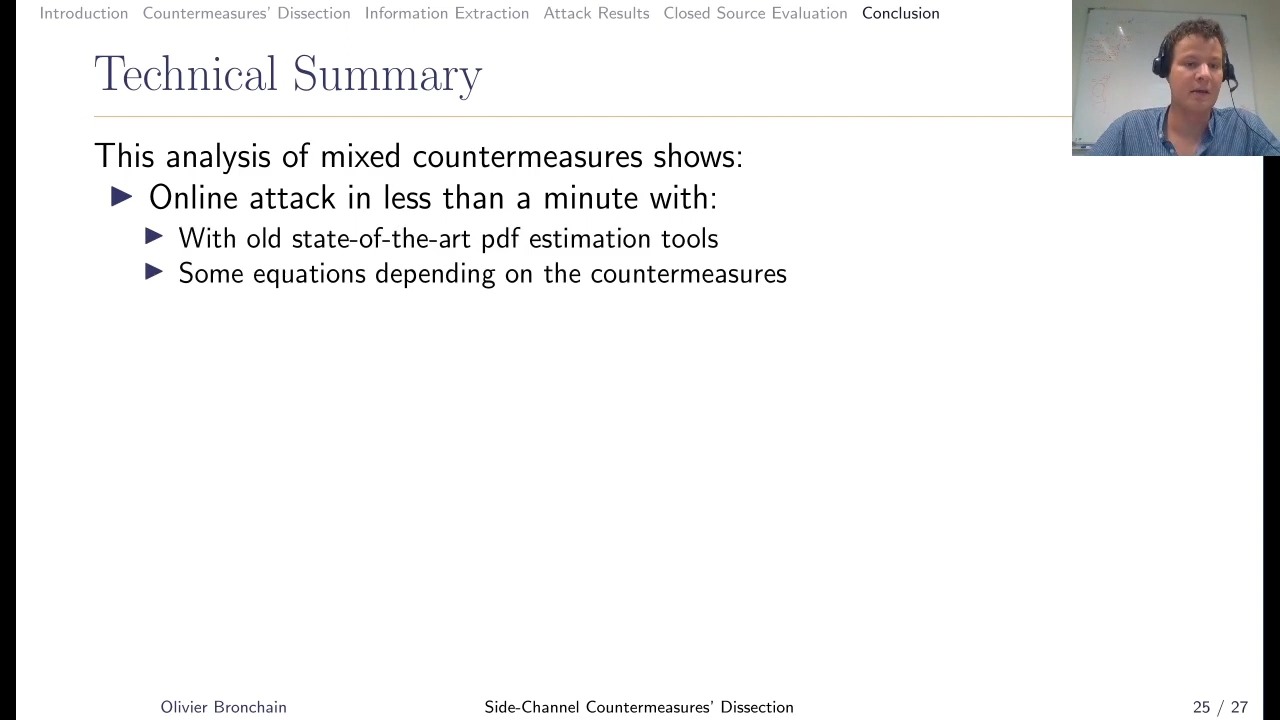 Introduction Countermeasures' Dissection Information Extraction Attack Results Closed Source Evaluation Conclusion
Technical Summary
This analysis of mixed countermeasures shows:
Online attack in less than a minute with:
With old state-of-the-art pdf estimation tools
Some equations depending on the countermeasures
Olivier Bronchain Side-Channel Countermeasures' Dissection 25 / 27